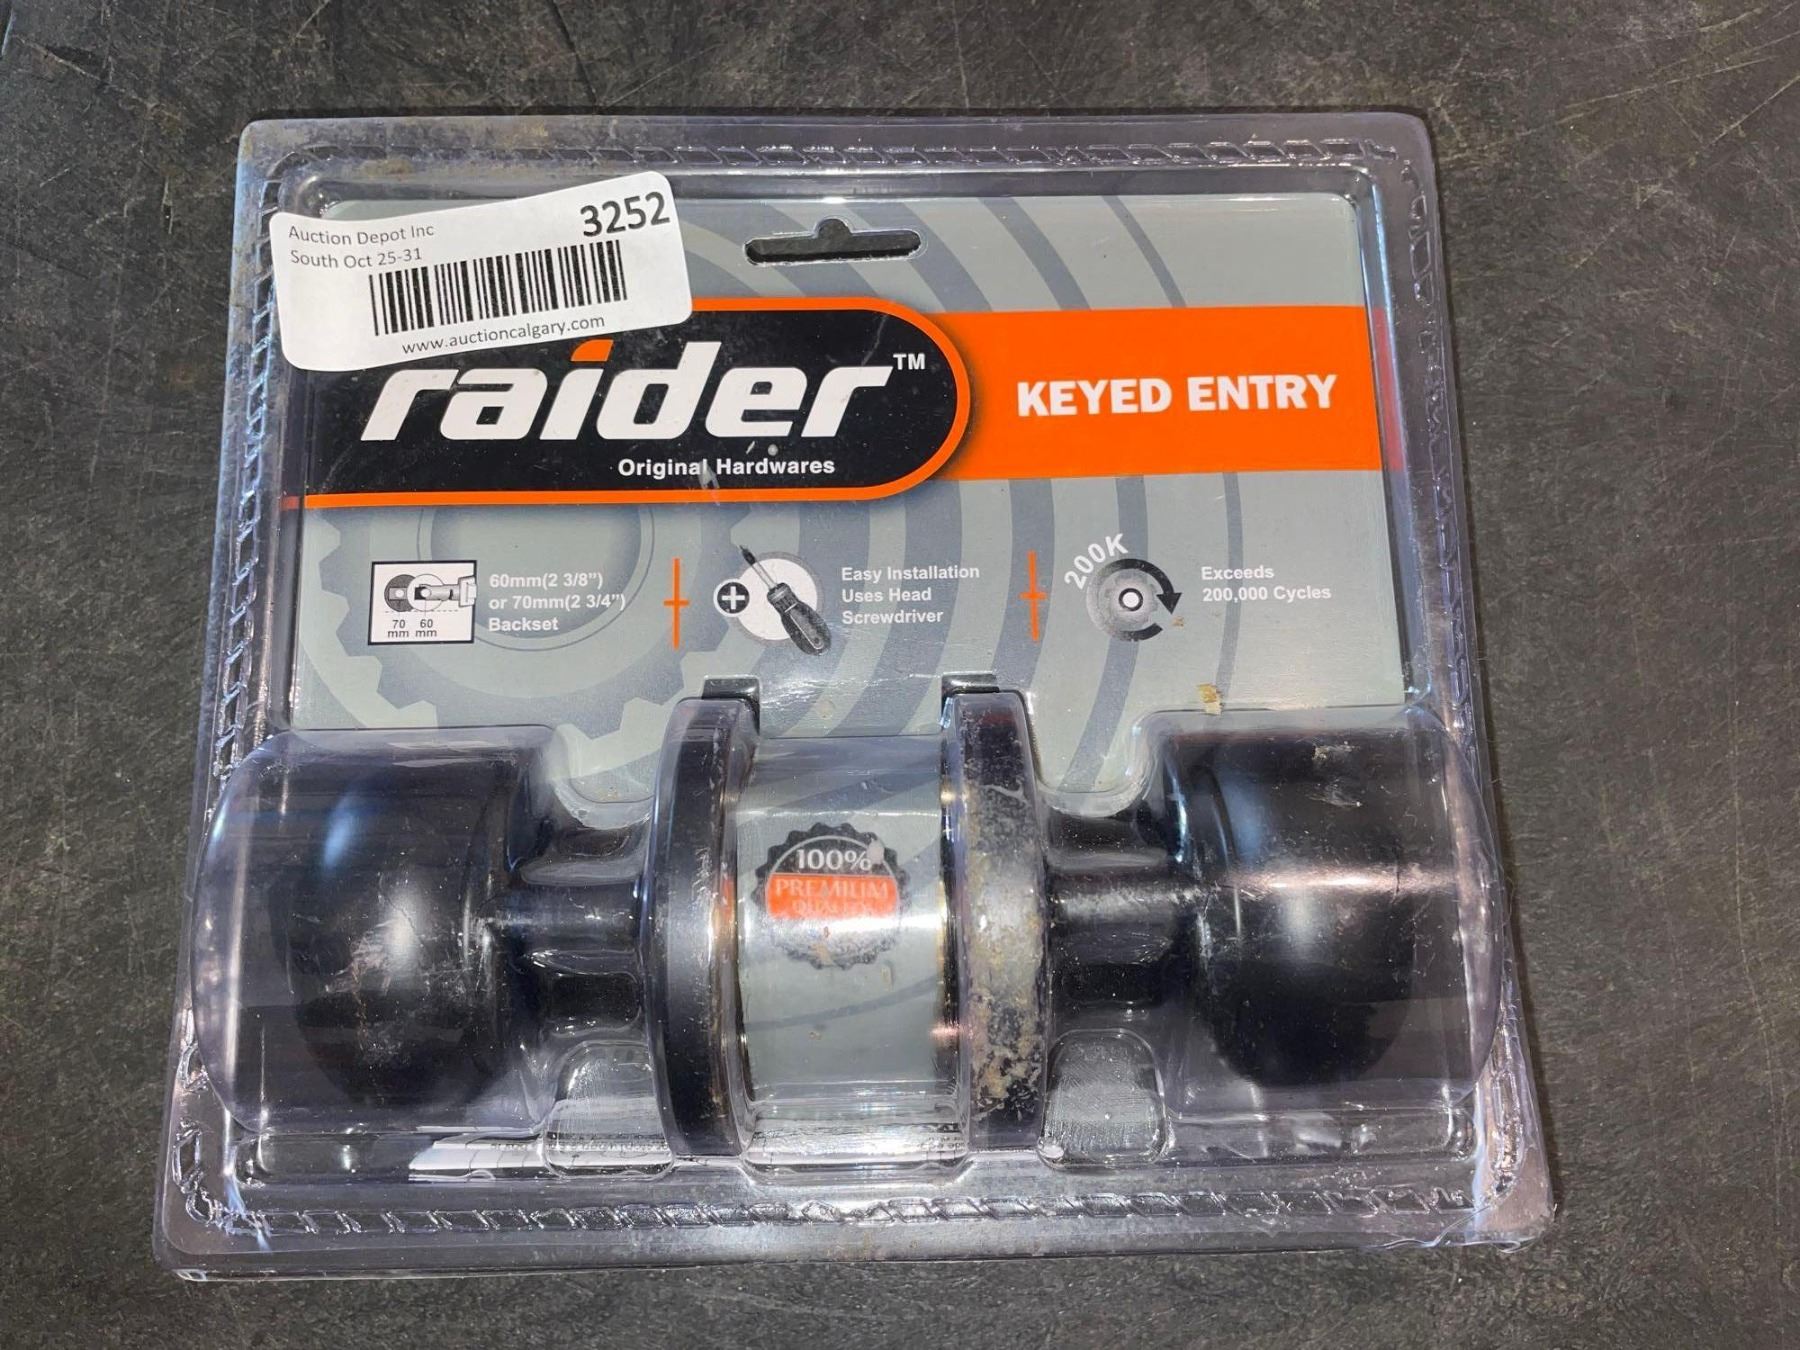 Auction Depot Inc
3252
South Oct 25-31
www.auctioncalgary.com
raider™
Original Hardwares
KEYED ENTRY
60mm(2 3/8")
or 70mm(2 3/4")
Backset
70 60
mm mm
Easy Installation
Uses Head
Screwdriver
200K
Exceeds
200,000 Cycles
100%
PREMIUM
QUALITY